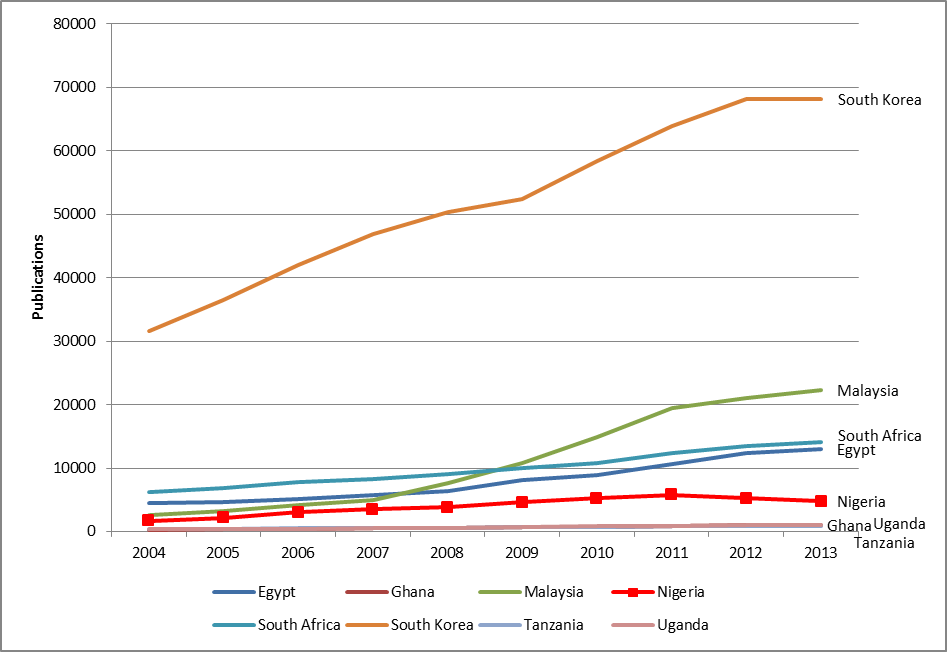 80000
70000
60000
50000
40000
30000
20000
10000
0
Publications
South Korea
Malaysia
South Africa
Egypt
Nigeria
Ghana Uganda
Tanzania
2004 2005 2006 2007 2008 2009 2010 2011 2012 2013
Egypt Ghana Malaysia Nigeria
South Africa South Korea Tanzania Uganda